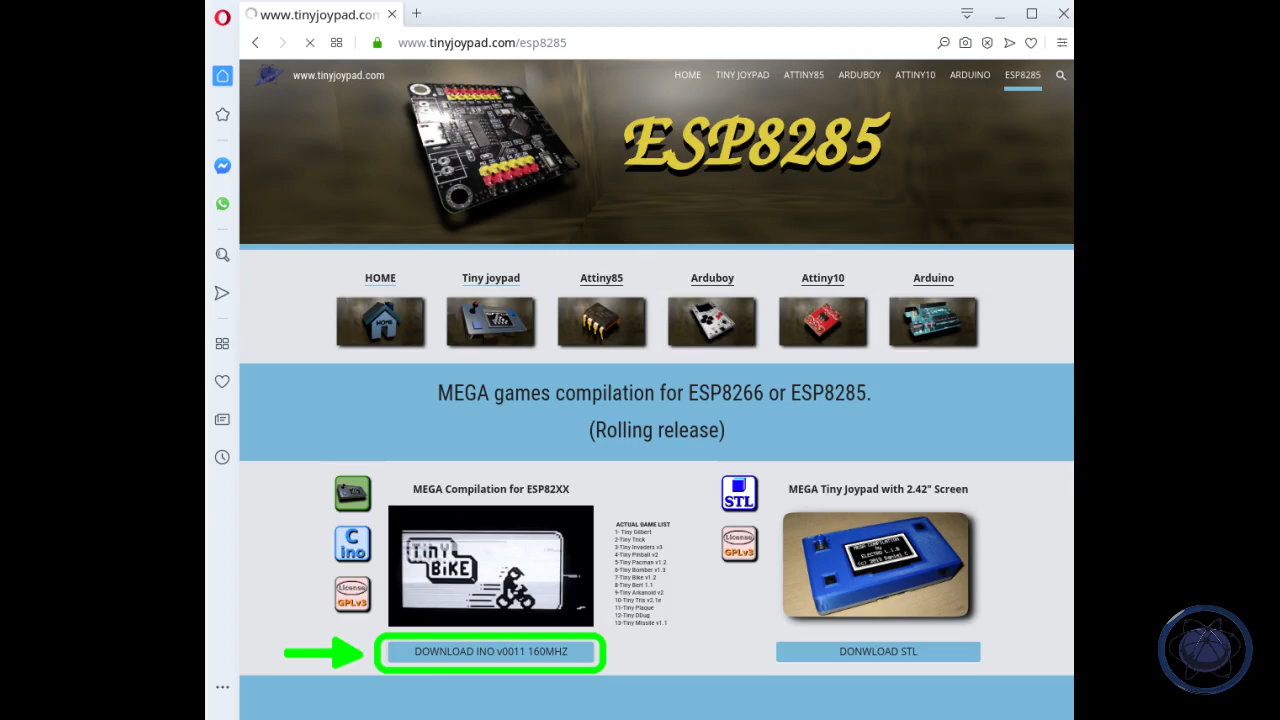 www.tinyjoypad.con
www.tinyjoypad.com/esp8285
www.tinyjoypad.com
HOME TINY JOYPAD ATTINY85 ARDUBOY ATTINY10 ARDUINO ESP8285
ESP8285
HOME Tiny joypad Attiny85 Arduboy Attiny10 Arduino
HOME
MEGA games compilation for ESP8266 or ESP8285.
(Rolling release)
MEGA Compilation for ESP82XX
C
ino
License
GPLv3
TiNY
BiKE
ACTUAL GAME LIST
1- Tiny Gilbert
2-Tiny Trick
3-Tiny Invaders v3
4-Tiny Pinball v2
5-Tiny Pacman v1.2
6-Tiny Bomber v1.3
7-Tiny Bike v1.2
8-Tiny Bert 1.1
9-Tiny Arkanoid v2
10-Tiny Tris v2.1e
11-Tiny Plaque
12-Tiny DDug
13-Tiny Missile v1.1
DOWNLOAD INO v0011 160MHZ
STL
MEGA Tiny Joypad with 2.42" Screen
License
GPLv3
MEGA COMPILATION
by
ELECTRO L.I.B
DONWLOAD STL